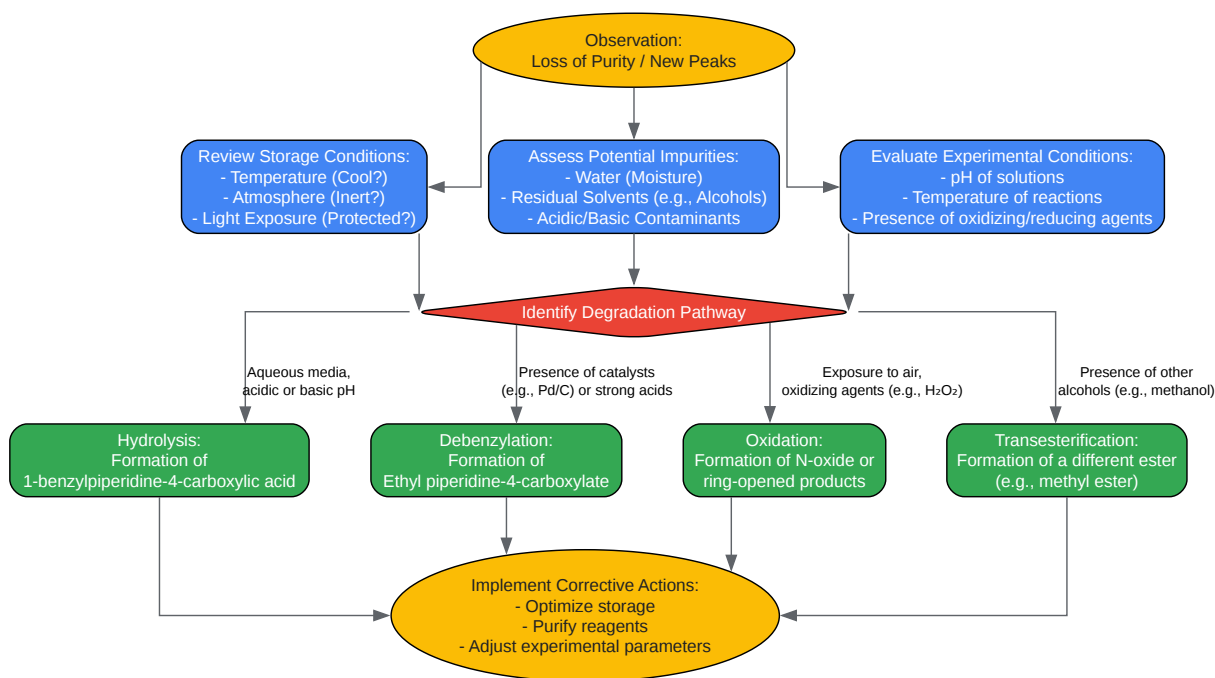 Observation:
Loss of Purity / New Peaks
Review Storage Conditions:
- Temperature (Cool?)
- Atmosphere (Inert?)
- Light Exposure (Protected?)
Assess Potential Impurities:
- Water (Moisture)
- Residual Solvents (e.g., Alcohols)
- Acidic/Basic Contaminants
Evaluate Experimental Conditions:
- pH of solutions
- Temperature of reactions
- Presence of oxidizing/reducing agents
Identify Degradation Pathway
Aqueous media,
acidic or basic pH
Presence of catalysts
(e.g., Pd/C) or strong acids
Exposure to air,
oxidizing agents (e.g., H₂O₂)
Presence of other
alcohols (e.g., methanol)
Hydrolysis:
Formation of
1-benzylpiperidine-4-carboxylic acid
Debenzylation:
Formation of
Ethyl piperidine-4-carboxylate
Oxidation:
Formation of N-oxide or
ring-opened products
Transesterification:
Formation of a different ester
(e.g., methyl ester)
Implement Corrective Actions:
- Optimize storage
- Purify reagents
- Adjust experimental parameters